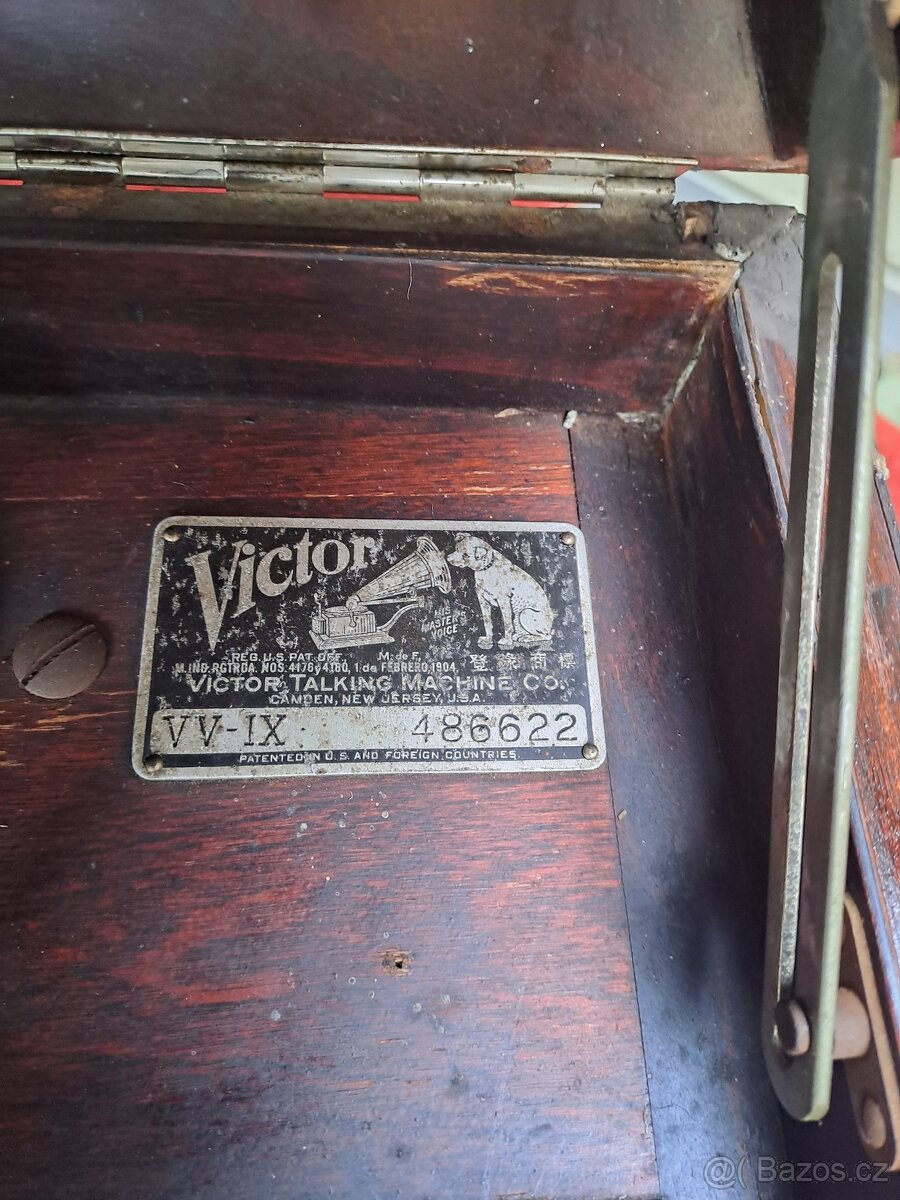 Victor
HIS
MASTER'S
VOICE
REG. U.S. PAT. OFF. M. de F.
M. IND. RGTRDA. NOS. 4176 y 4180, 1. de FEBRERO 1904. 登錄商標
VICTOR TALKING MACHINE CO.
CAMDEN, NEW JERSEY, U.S.A.
VV-IX 486622
PATENTED IN U.S. AND FOREIGN COUNTRIES
@( Bazos.cz